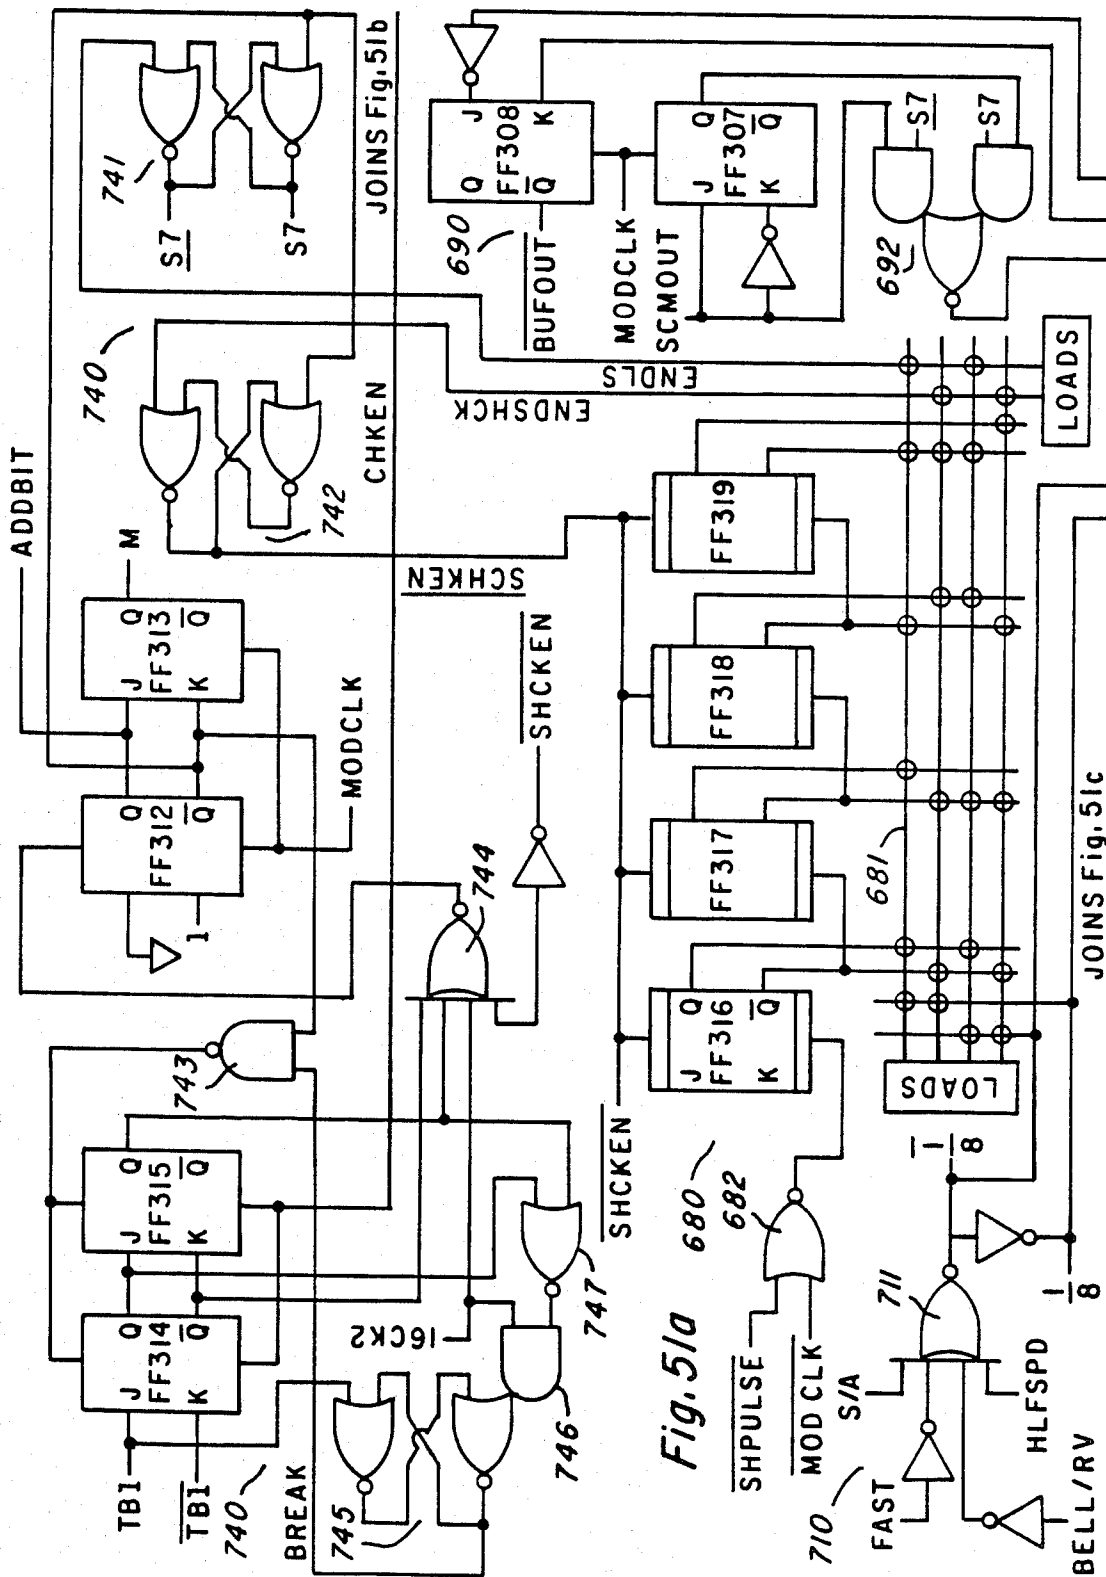 TB1
TB1
740
BREAK
745
J
Q
FF314
K
Q
J
Q
FF315
K
Q
743
16CK2
746
747
744
1
Q
FF312
Q
MODCLK
J
Q
FF313
K
Q
M
ADDBIT
SHCKEN
CHKEN
740
742
SCHKEN
741
S7
S7
JOINS Fig. 51b
Fig. 51a
SHPULSE
MOD CLK
680
682
SHCKEN
J
Q
FF316
K
Q
FF317
FF318
FF319
ENDSHCK
ENDLS
LOADS
681
LOADS
JOINS Fig. 51c
710
FAST
BELL/RV
S/A
HLFSPD
711
1
8
1
8
690
BUFOUT
Q
J
FF308
Q
K
MODCLK
SCMOUT
J
Q
FF307
K
Q
692
S7
S7